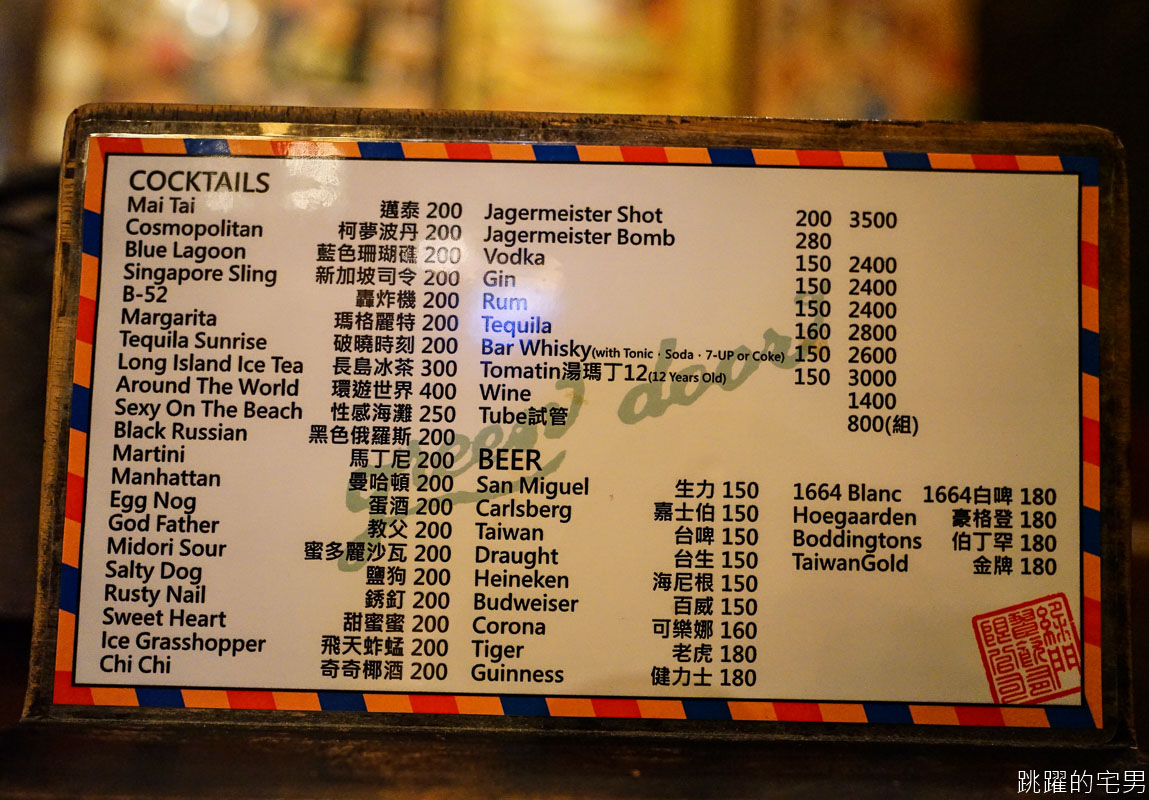 COCKTAILS
Mai Tai 邁泰 200
Cosmopolitan 柯夢波丹 200
Blue Lagoon 藍色珊瑚礁 200
Singapore Sling 新加坡司令 200
B-52 轟炸機 200
Margarita 瑪格麗特 200
Tequila Sunrise 破曉時刻 200
Long Island Ice Tea 長島冰茶 300
Around The World 環遊世界 400
Sexy On The Beach 性感海灘 250
Black Russian 黑色俄羅斯 200
Martini 馬丁尼 200
Manhattan 曼哈頓 200
Egg Nog 蛋酒 200
God Father 教父 200
Midori Sour 蜜多麗沙瓦 200
Salty Dog 鹽狗 200
Rusty Nail 銹釘 200
Sweet Heart 甜蜜蜜 200
Ice Grasshopper 飛天蚱蜢 200
Chi Chi 奇奇椰酒 200
Jagermeister Shot 200 3500
Jagermeister Bomb 280
Vodka 150 2400
Gin 150 2400
Rum 150 2400
Tequila 160 2800
Bar Whisky(with Tonic · Soda · 7-UP or Coke) 150 2600
Tomatin湯瑪丁12(12 Years Old) 150 3000
Wine 1400
Tube試管 800(組)
green door
BEER
San Miguel 生力 150
Carlsberg 嘉士伯 150
Taiwan 台啤 150
Draught 台生 150
Heineken 海尼根 150
Budweiser 百威 150
Corona 可樂娜 160
Tiger 老虎 180
Guinness 健力士 180
1664 Blanc 1664白啤 180
Hoegaarden 豪格登 180
Boddingtons 伯丁罕 180
TaiwanGold 金牌 180
跳躍的宅男